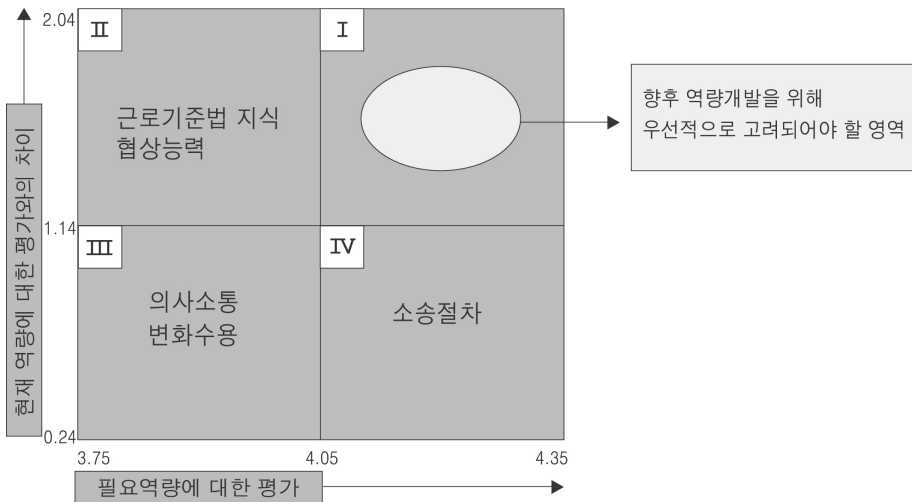 2.04
Ⅱ
Ⅰ
근로기준법 지식
협상능력
향후 역량개발을 위해
우선적으로 고려되어야 할 영역
현재 역량에 대한 평가와의 차이
1.14
Ⅲ
Ⅳ
의사소통
변화수용
소송절차
0.24
3.75
4.05
4.35
필요역량에 대한 평가